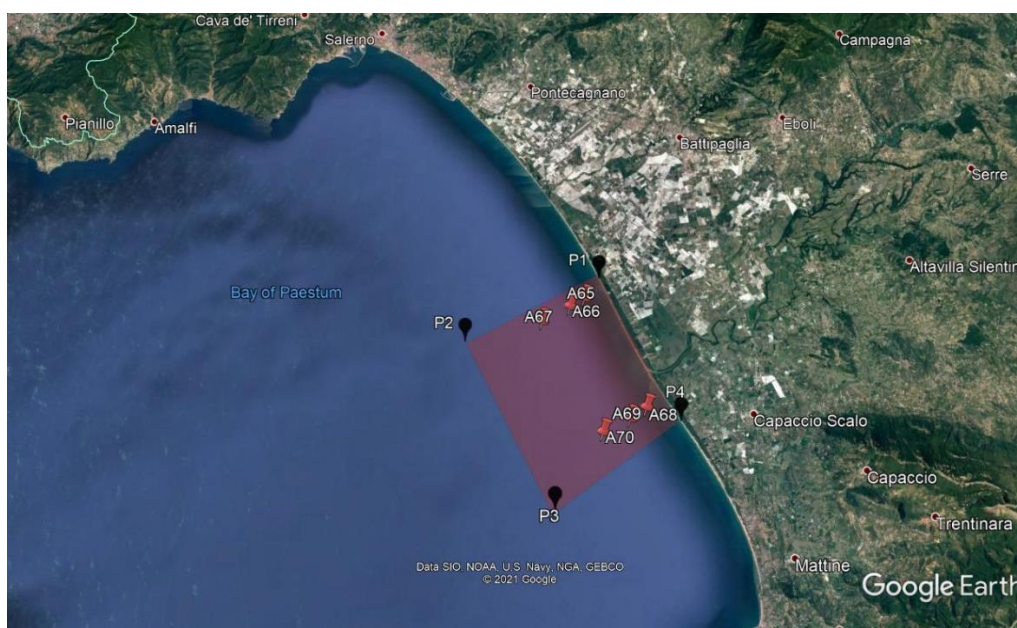 Cava de' Tirreni
Salerno
Campagna
Pontecagnano
Pianillo
Amalfi
Eboli
Battipaglia
Serre
P1
Altavilla Silentin
Bay of Paestum
A65
A66
A67
P2
P4
A69
A68
Capaccio Scalo
A70
Capaccio
P3
Trentinara
Data SIO, NOAA, U.S. Navy, NGA, GEBCO
© 2021 Google
Mattine
Google Earth